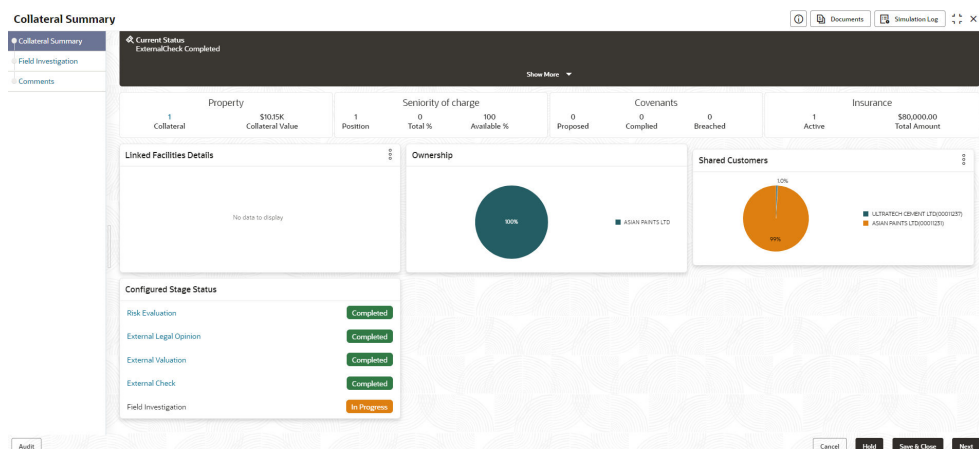 Collateral Summary
Documents
Simulation Log
Collateral Summary
Field Investigation
Comments
Current Status
ExternalCheck Completed
Show More
Property
1 $10.15K
Collateral Collateral Value
Seniority of charge
1 0 100
Position Total % Available %
Covenants
0 0 0
Proposed Complied Breached
Insurance
1 $80,000.00
Active Total Amount
Linked Facilities Details
No data to display
Ownership
100%
ASIAN PAINTS LTD
Shared Customers
1.0%
99%
ULTRATECH CEMENT LTD(00011237)
ASIAN PAINTS LTD(00011231)
Configured Stage Status
Risk Evaluation Completed
External Legal Opinion Completed
External Valuation Completed
External Check Completed
Field Investigation In Progress
Audit
Cancel Hold Save & Close Next